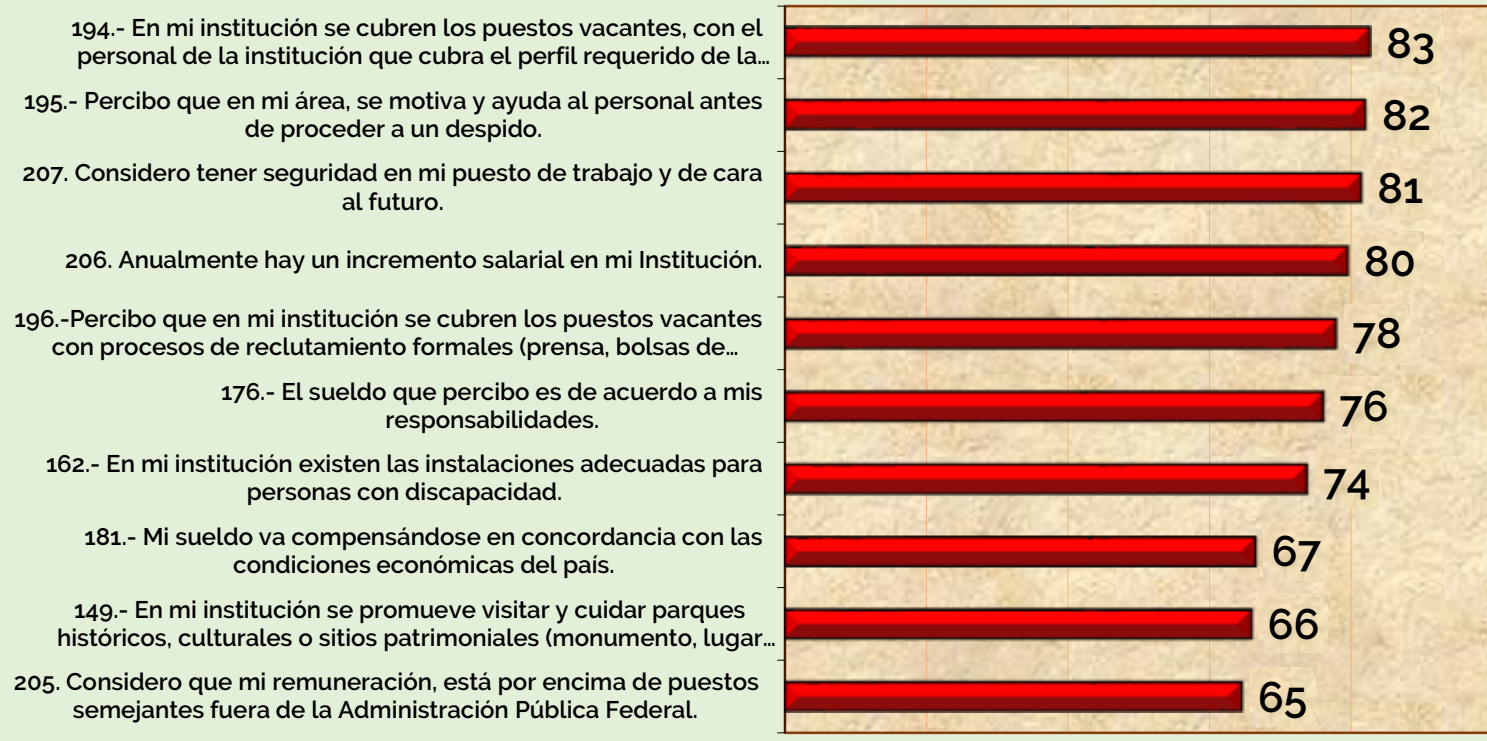 194.- En mi institución se cubren los puestos vacantes, con el
personal de la institución que cubra el perfil requerido de la…
83
195.- Percibo que en mi área, se motiva y ayuda al personal antes
de proceder a un despido.
82
207. Considero tener seguridad en mi puesto de trabajo y de cara
al futuro.
81
206. Anualmente hay un incremento salarial en mi Institución.
80
196.-Percibo que en mi institución se cubren los puestos vacantes
con procesos de reclutamiento formales (prensa, bolsas de…
78
176.- El sueldo que percibo es de acuerdo a mis
responsabilidades.
76
162.- En mi institución existen las instalaciones adecuadas para
personas con discapacidad.
74
181.- Mi sueldo va compensándose en concordancia con las
condiciones económicas del país.
67
149.- En mi institución se promueve visitar y cuidar parques
históricos, culturales o sitios patrimoniales (monumento, lugar…
66
205. Considero que mi remuneración, está por encima de puestos
semejantes fuera de la Administración Pública Federal.
65